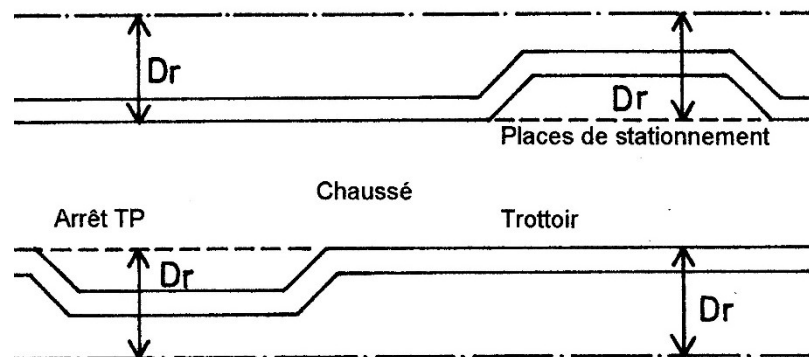 Dr
Dr
Places de stationnement
Chaussé
Arrêt TP
Trottoir
Dr
Dr